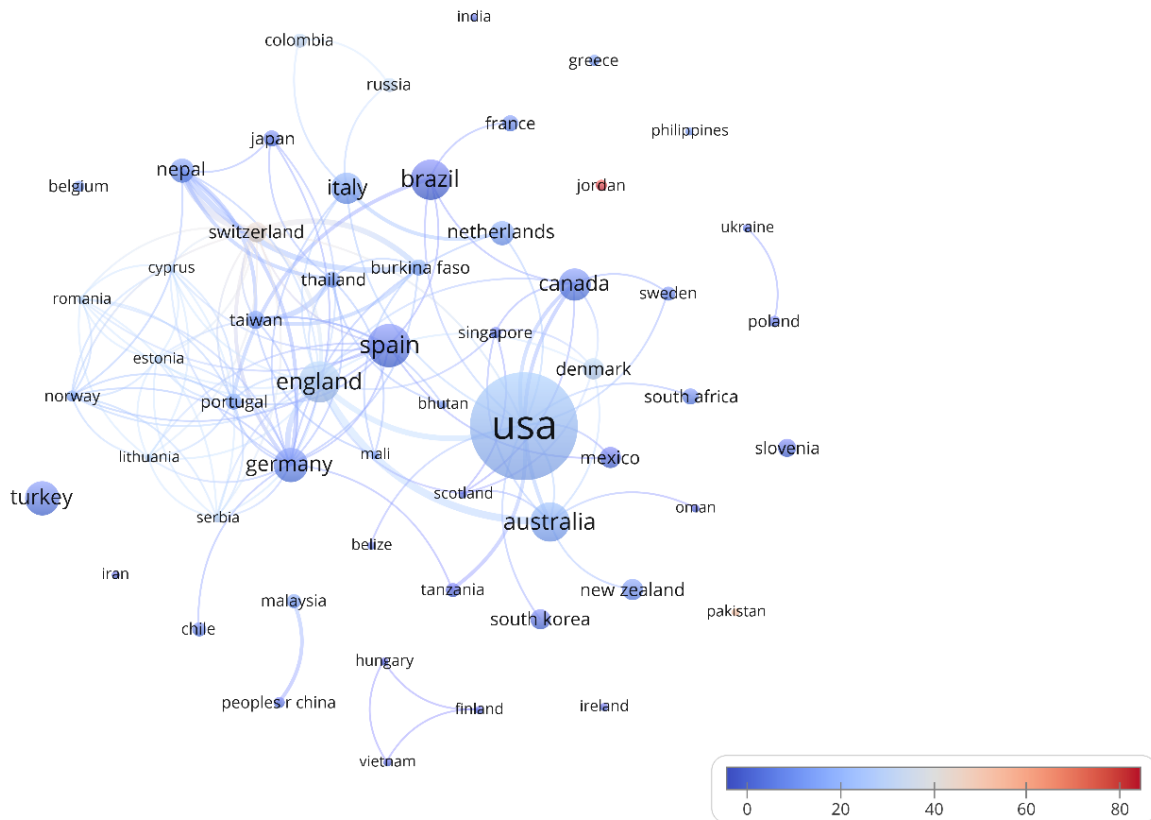 india
colombia
greece
russia
france
philippines
japan
nepal
italy
brazil
belgium
jordan
ukraine
switzerland
netherlands
cyprus
burkina faso
thailand
canada
romania
sweden
taiwan
singapore
poland
spain
estonia
england
denmark
norway
portugal
bhutan
south africa
usa
slovenia
lithuania
mali
germany
mexico
turkey
scotland
oman
serbia
australia
belize
iran
tanzania
new zealand
malaysia
pakistan
chile
south korea
hungary
peoples r china
finland
ireland
vietnam
0 20 40 60 80